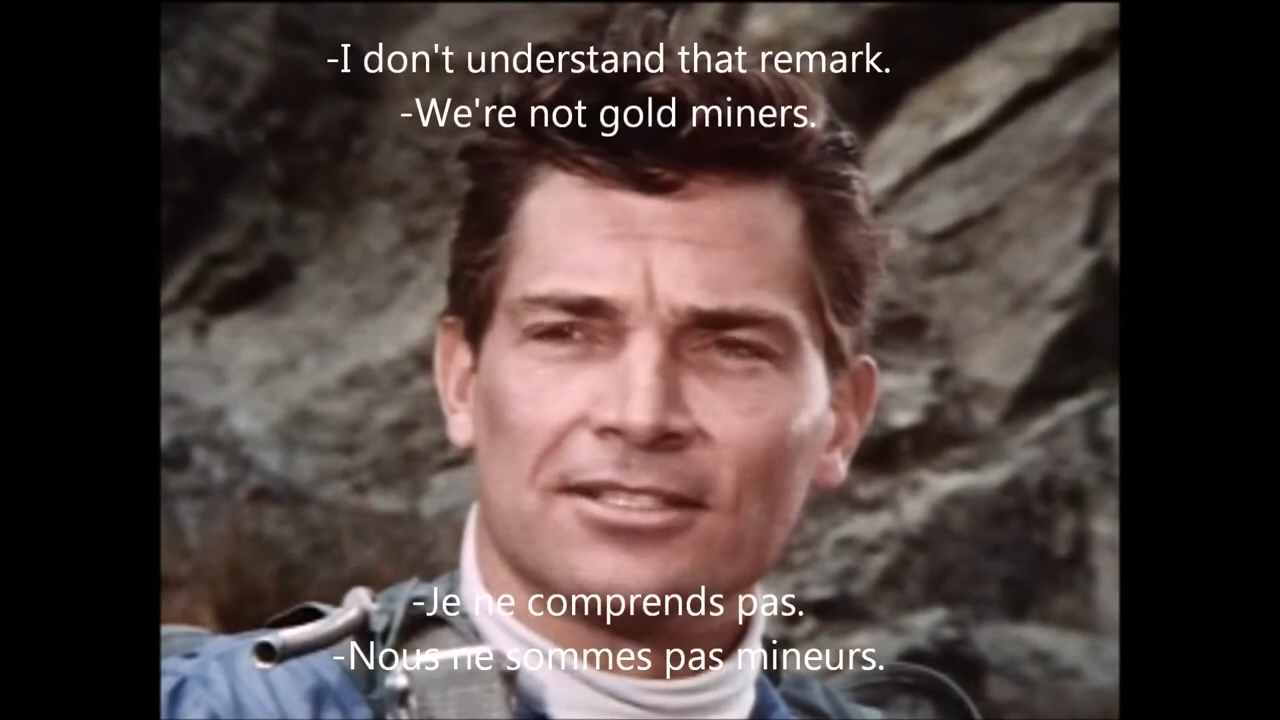 -I don't understand that remark.
-We're not gold miners.
-Je ne comprends pas.
-Nous ne sommes pas mineurs.